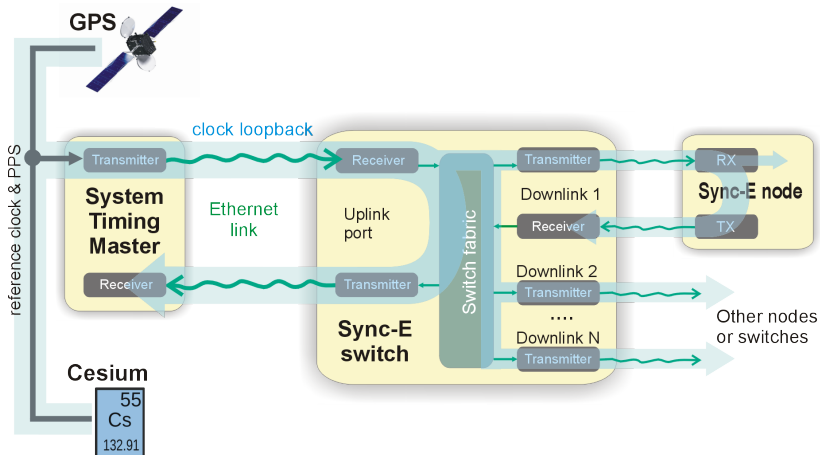 GPS
reference clock & PPS
clock loopback
Transmitter
System
Timing
Master
Receiver
Ethernet
link
Receiver
Uplink
port
Transmitter
Sync-E
switch
Switch fabric
Transmitter
Downlink 1
Receiver
Downlink 2
Transmitter
....
Downlink N
Transmitter
RX
Sync-E node
TX
Other nodes
or switches
Cesium
55
Cs
132.91